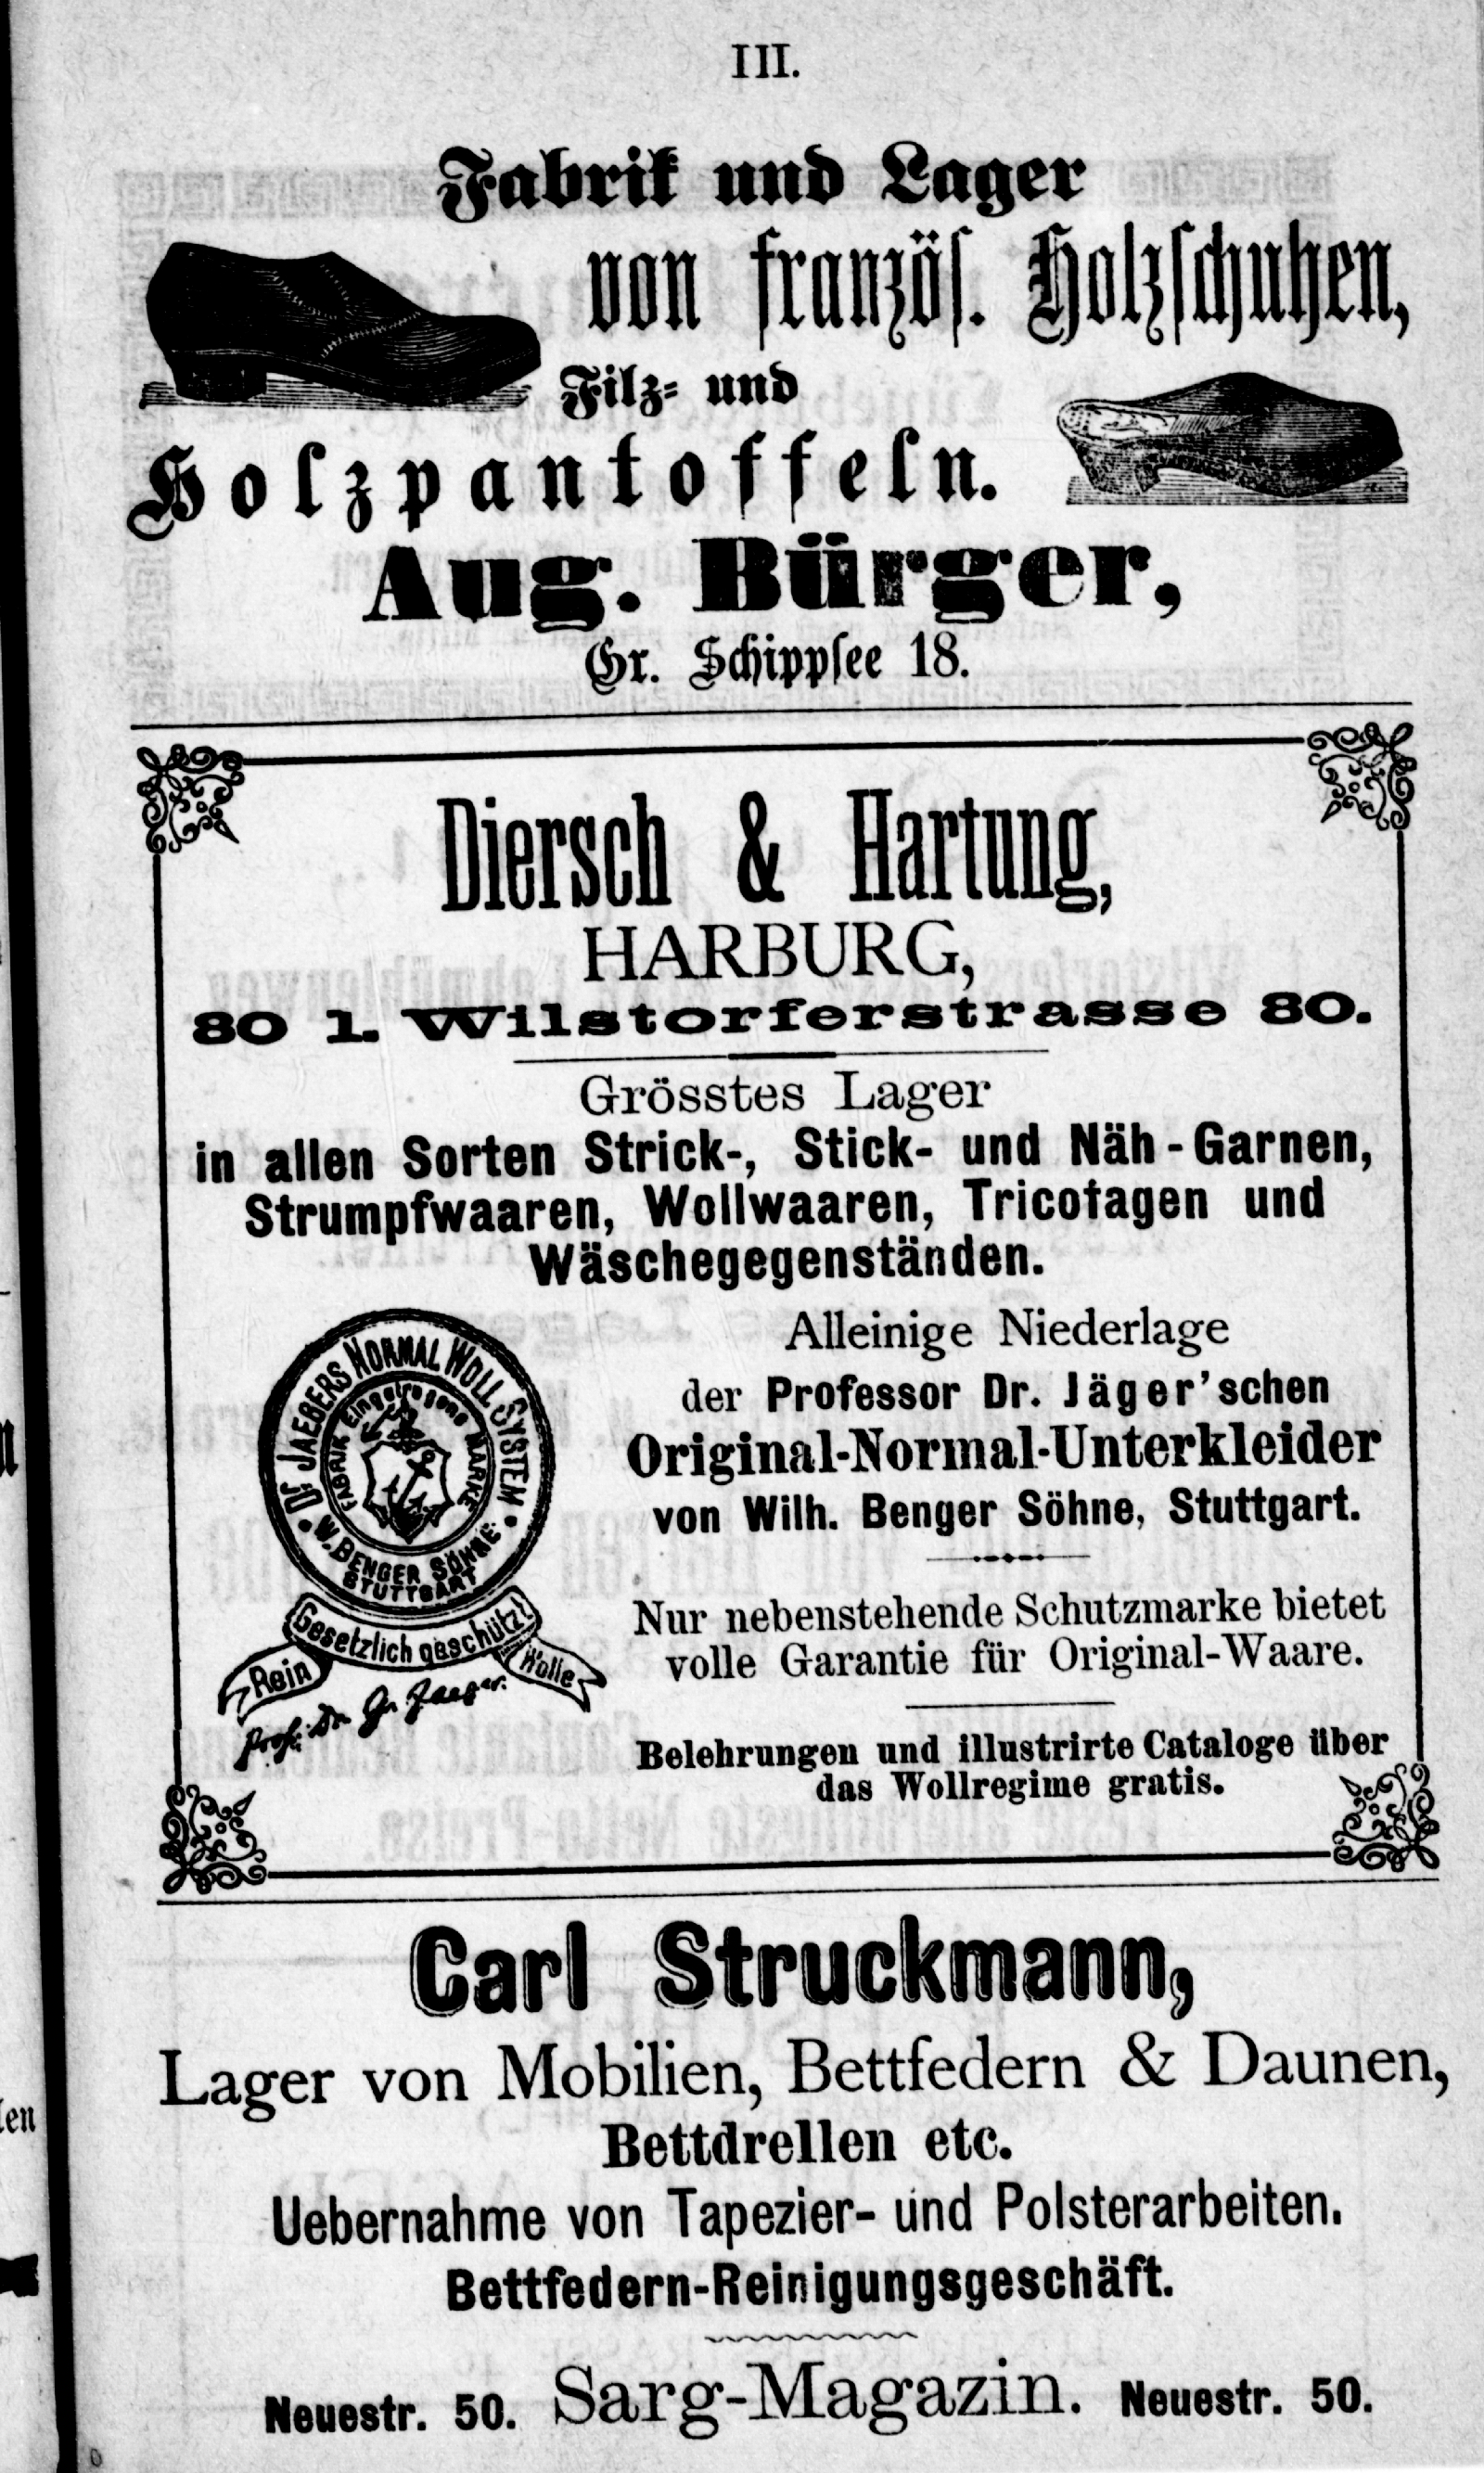 III.
Fabrik und Lager
von französ. Holzschuhen,
Filz- und
Holzpantoffeln.
Aug. Bürger,
Gr. Schippsee 18.
Diersch & Hartung,
HARBURG,
80 1. Wilstorferstrasse 80.
Grösstes Lager
in allen Sorten Strick-, Stick- und Näh-Garnen,
Strumpfwaaren, Wollwaaren, Tricotagen und
Wäschegegenständen.
Dr. JAEGERS NORMAL WOLL SYSTEM
FABRIK Eingetragene MARKE
W. BENGER SÖHNE
STUTTGART
Gesetzlich geschützt!
Rein Wolle
Prof. Dr. G. Jaeger.
Alleinige Niederlage
der Professor Dr. Jäger'schen
Original-Normal-Unterkleider
von Wilh. Benger Söhne, Stuttgart.
Nur nebenstehende Schutzmarke bietet
volle Garantie für Original-Waare.
Belehrungen und illustrirte Cataloge über
das Wollregime gratis.
Carl Struckmann,
Lager von Mobilien, Bettfedern & Daunen,
Bettdrellen etc.
Uebernahme von Tapezier- und Polsterarbeiten.
Bettfedern-Reinigungsgeschäft.
Neuestr. 50. Sarg-Magazin. Neuestr. 50.